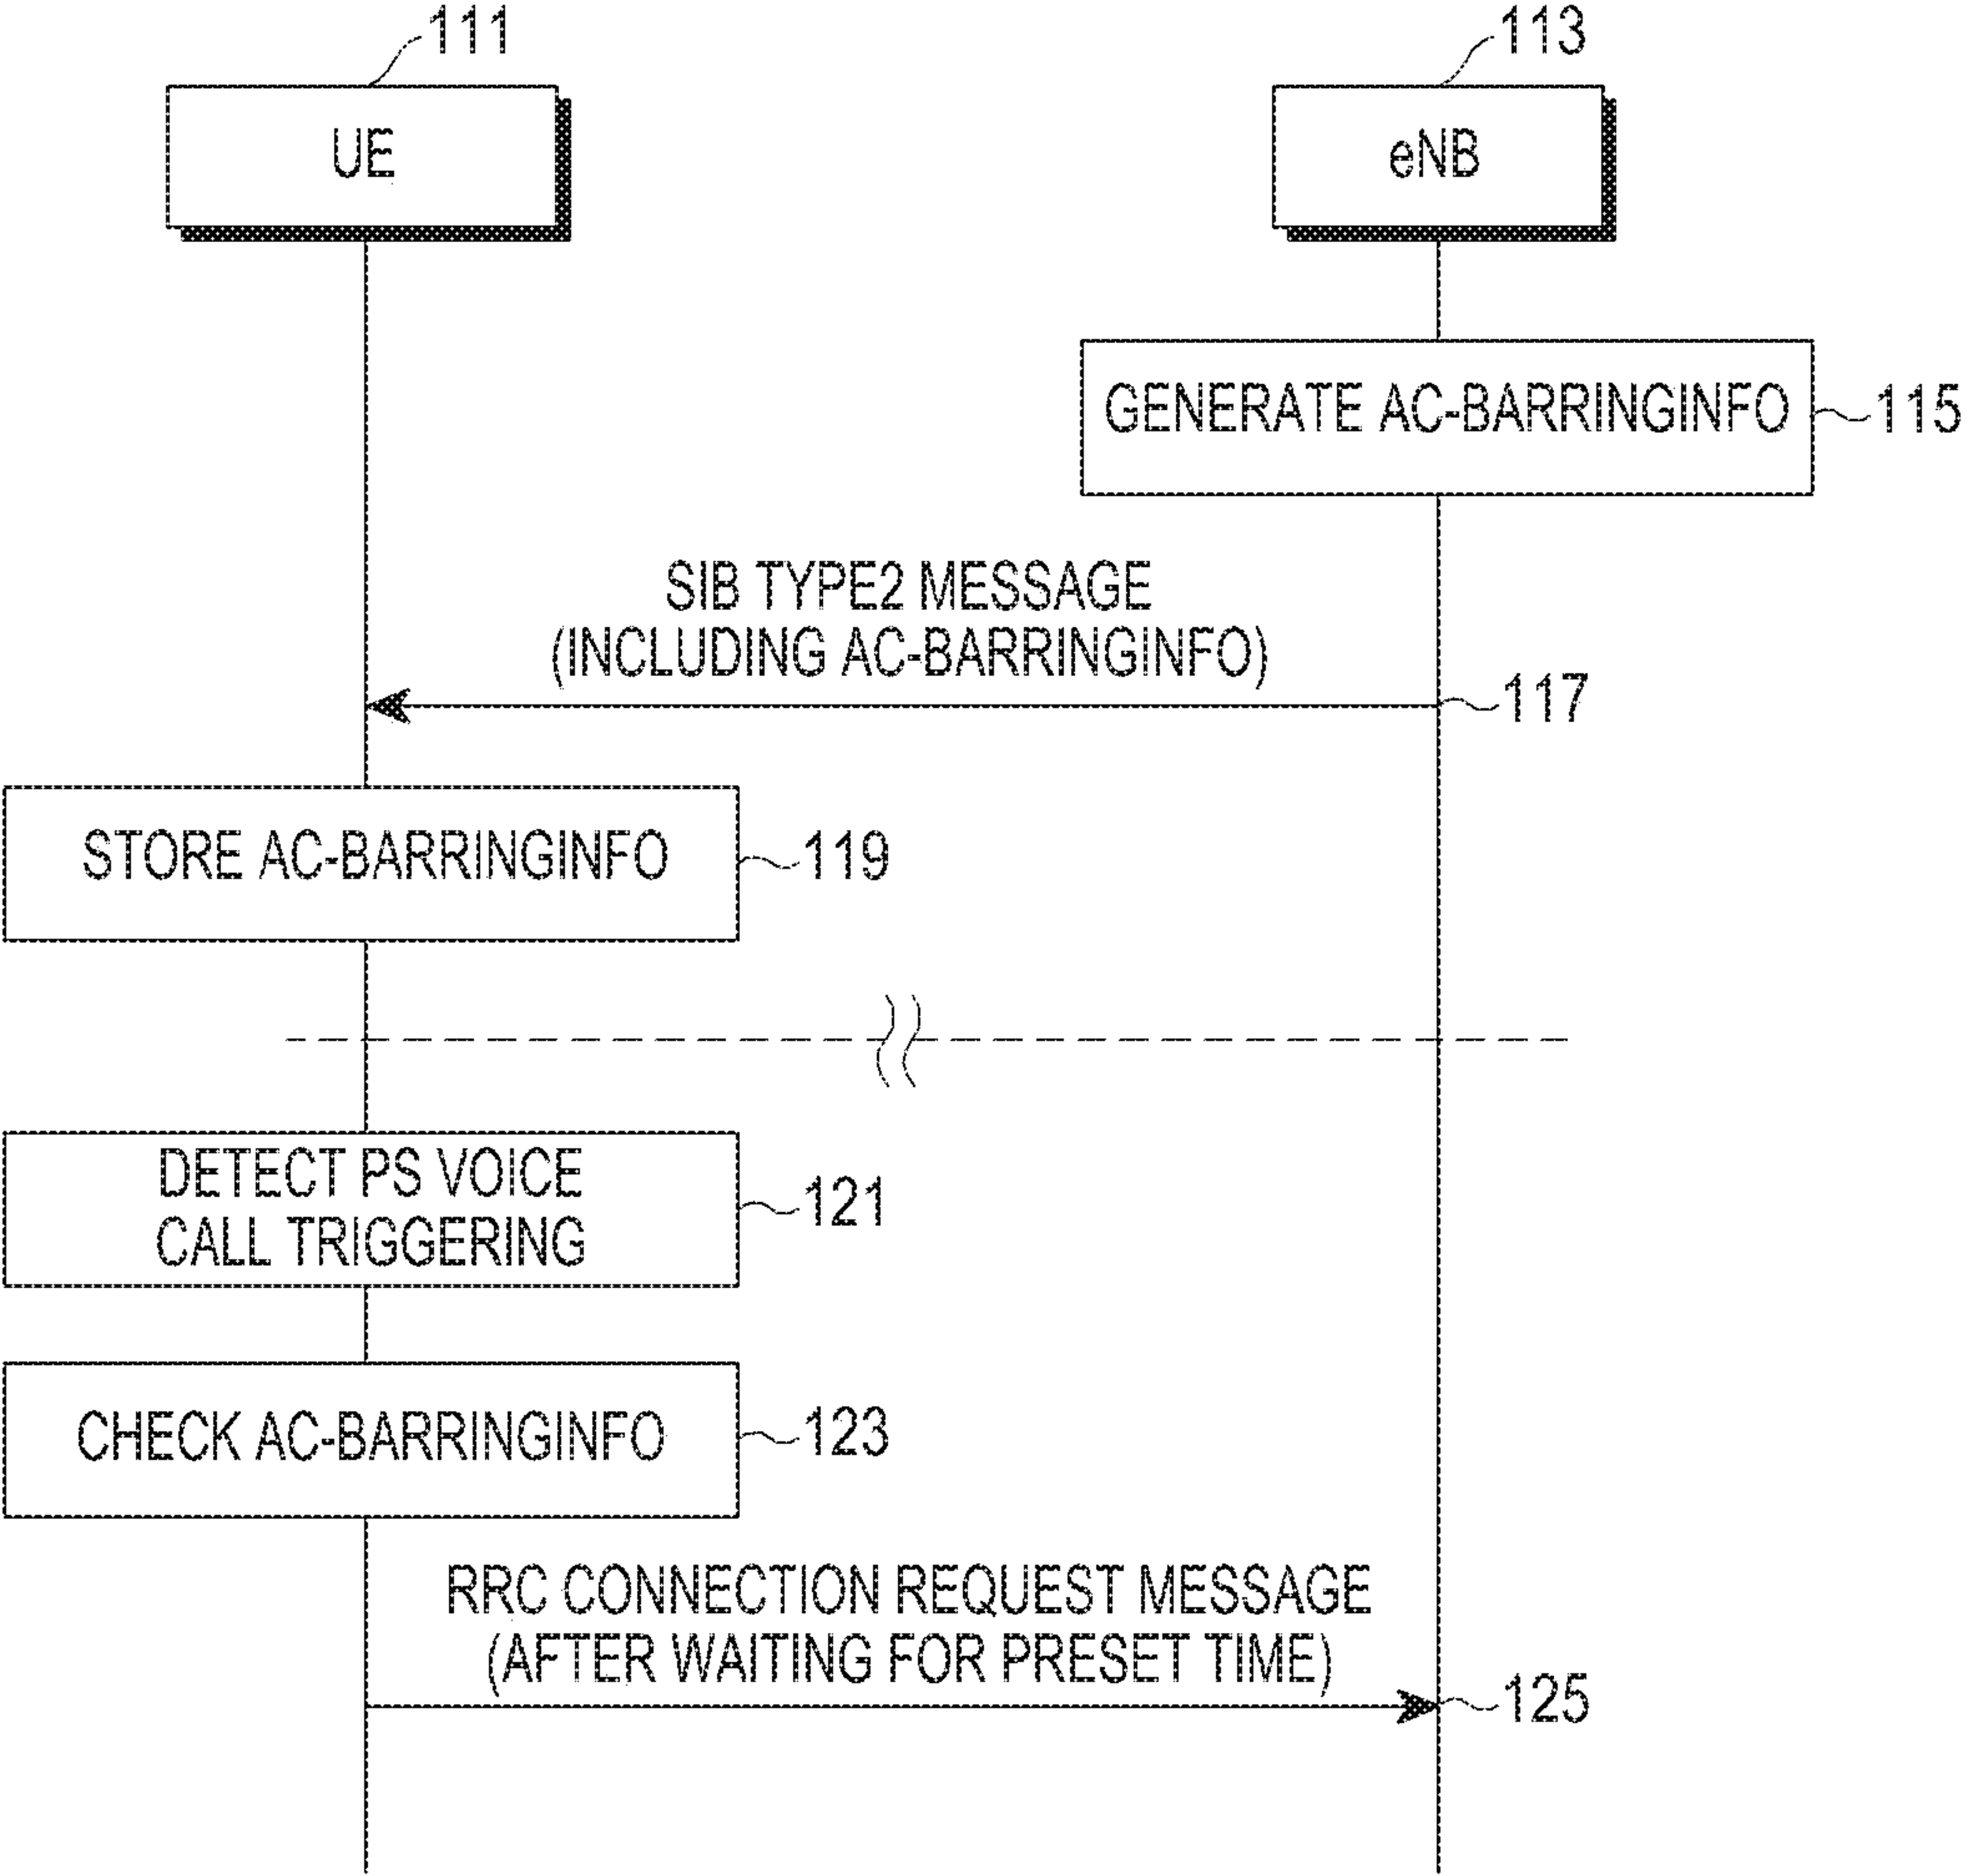 111
113
UE
eNB
GENERATE AC-BARRINGINFO
115
SIB TYPE2 MESSAGE
(INCLUDING AC-BARRINGINFO)
117
STORE AC-BARRINGINFO
119
DETECT PS VOICE
CALL TRIGGERING
121
CHECK AC-BARRINGINFO
123
RRC CONNECTION REQUEST MESSAGE
(AFTER WAITING FOR PRESET TIME)
125